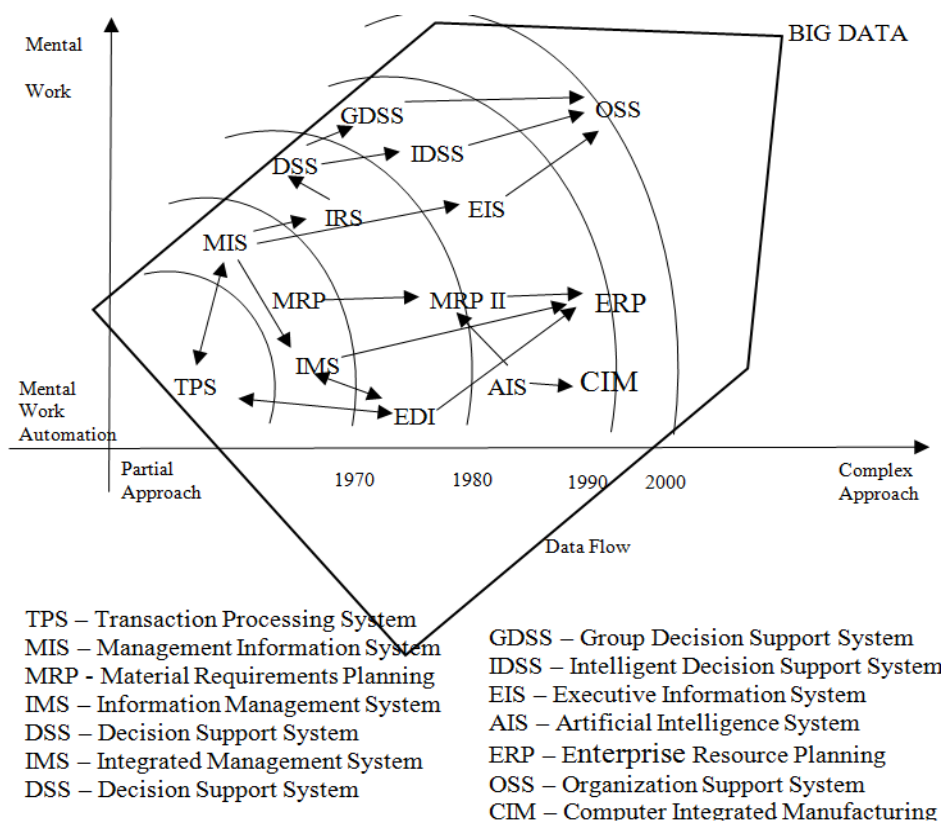 Mental
BIG DATA
Work
GDSS
OSS
DSS
IDSS
IRS
EIS
MIS
MRP
MRP II
ERP
IMS
TPS
AIS
CIM
EDI
Mental
Work
Automation
Partial
Approach
1970
1980
1990
2000
Complex
Approach
Data Flow
TPS – Transaction Processing System
MIS – Management Information System
MRP - Material Requirements Planning
IMS – Information Management System
DSS – Decision Support System
IMS – Integrated Management System
DSS – Decision Support System
GDSS – Group Decision Support System
IDSS – Intelligent Decision Support System
EIS – Executive Information System
AIS – Artificial Intelligence System
ERP – Enterprise Resource Planning
OSS – Organization Support System
CIM – Computer Integrated Manufacturing